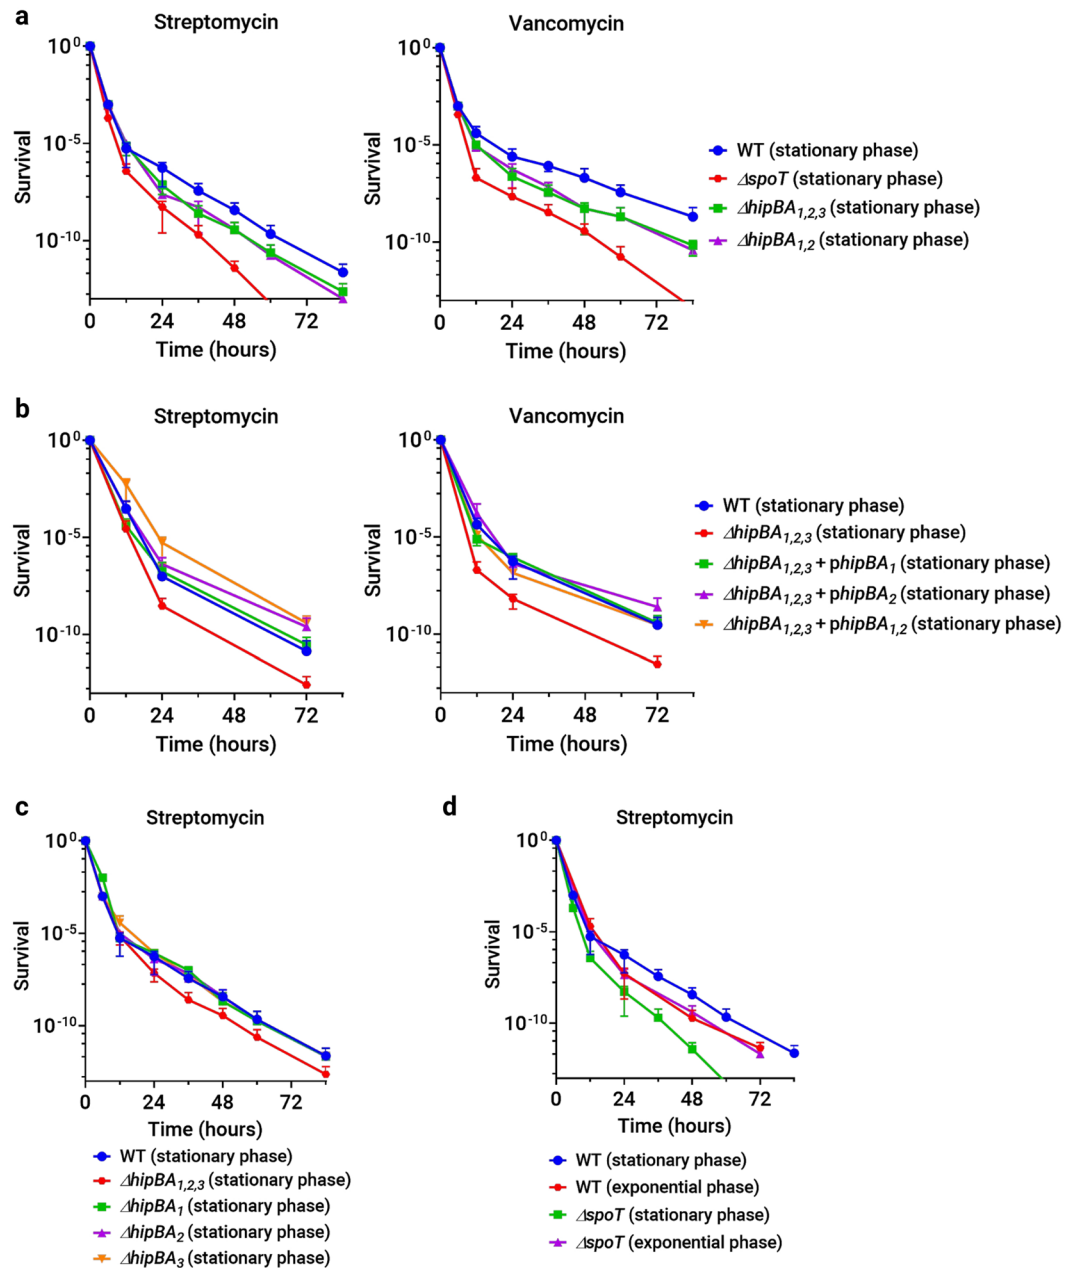 a
Streptomycin
10⁰
10⁻⁵
10⁻¹⁰
Survival
0 24 48 72
Time (hours)
Vancomycin
10⁰
10⁻⁵
10⁻¹⁰
Survival
0 24 48 72
Time (hours)
WT (stationary phase)
ΔspoT (stationary phase)
ΔhipBA₁,₂,₃ (stationary phase)
ΔhipBA₁,₂ (stationary phase)
b
Streptomycin
10⁰
10⁻⁵
10⁻¹⁰
Survival
0 24 48 72
Time (hours)
Vancomycin
10⁰
10⁻⁵
10⁻¹⁰
Survival
0 24 48 72
Time (hours)
WT (stationary phase)
ΔhipBA₁,₂,₃ (stationary phase)
ΔhipBA₁,₂,₃ + phipBA₁ (stationary phase)
ΔhipBA₁,₂,₃ + phipBA₂ (stationary phase)
ΔhipBA₁,₂,₃ + phipBA₁,₂ (stationary phase)
c
Streptomycin
10⁰
10⁻⁵
10⁻¹⁰
Survival
0 24 48 72
Time (hours)
WT (stationary phase)
ΔhipBA₁,₂,₃ (stationary phase)
ΔhipBA₁ (stationary phase)
ΔhipBA₂ (stationary phase)
ΔhipBA₃ (stationary phase)
d
Streptomycin
10⁰
10⁻⁵
10⁻¹⁰
Survival
0 24 48 72
Time (hours)
WT (stationary phase)
WT (exponential phase)
ΔspoT (stationary phase)
ΔspoT (exponential phase)